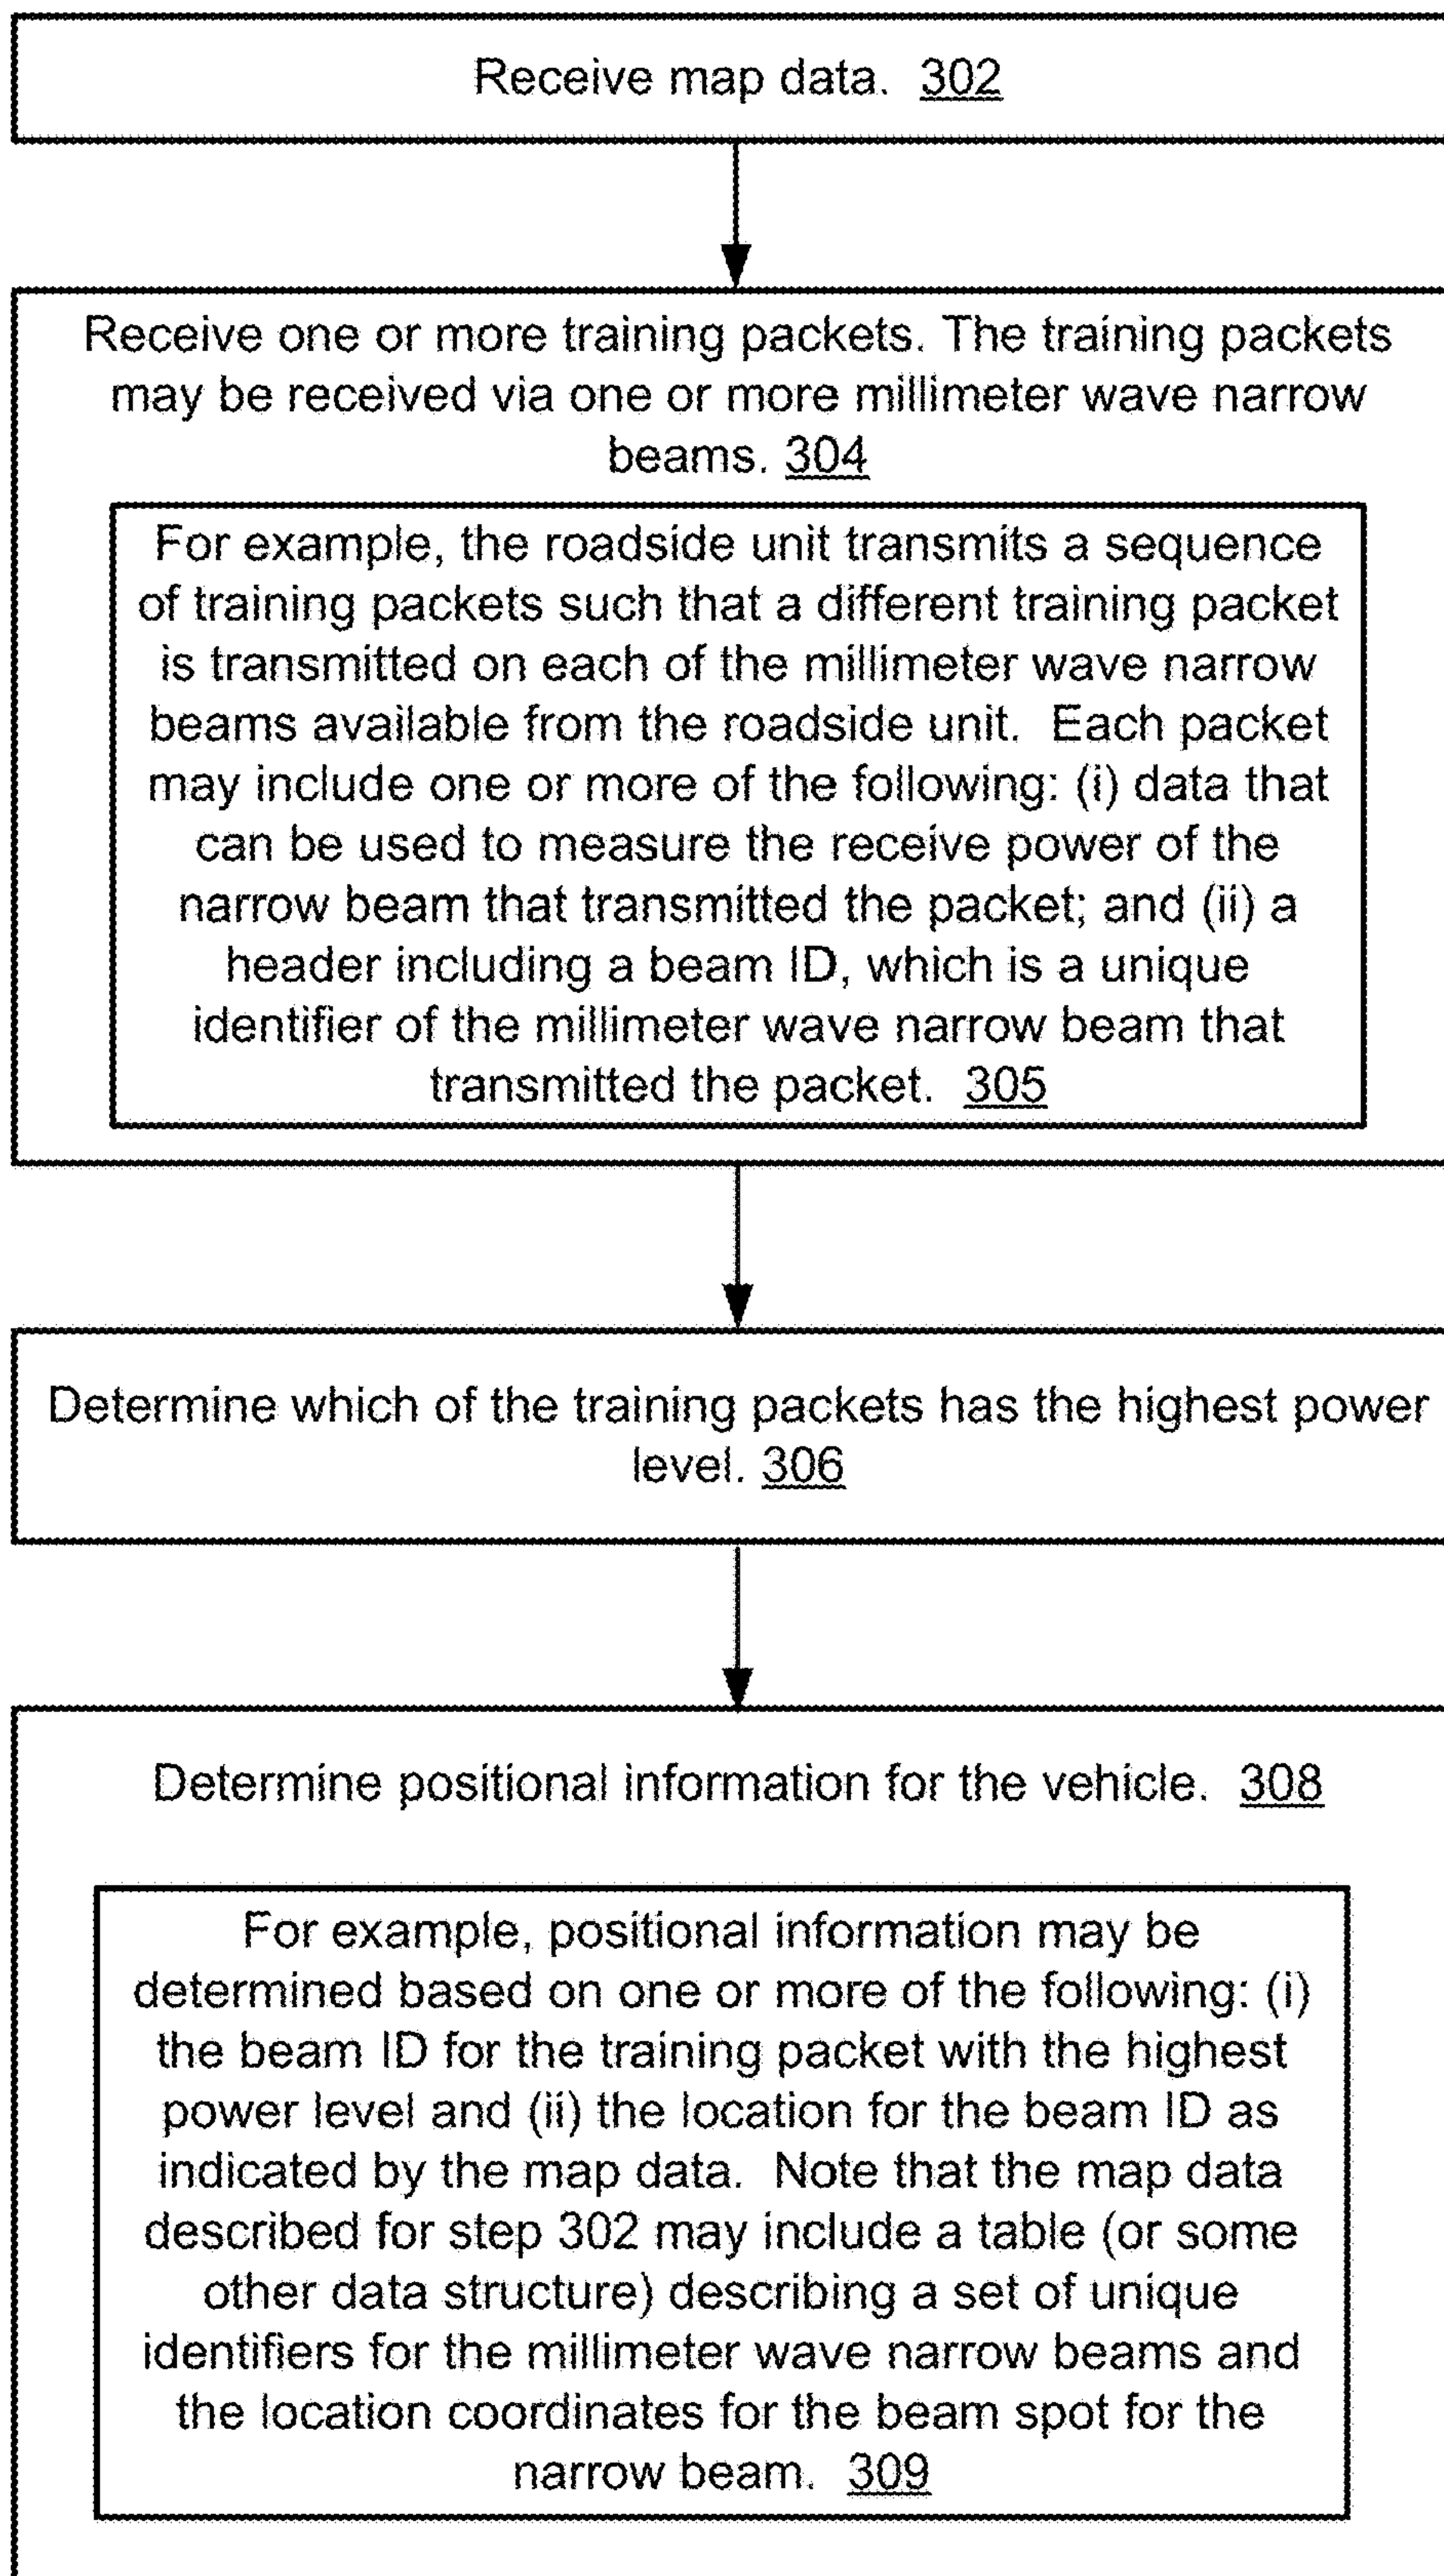 Receive map data. 302
Receive one or more training packets. The training packets
may be received via one or more millimeter wave narrow
beams. 304
For example, the roadside unit transmits a sequence
of training packets such that a different training packet
is transmitted on each of the millimeter wave narrow
beams available from the roadside unit. Each packet
may include one or more of the following: (i) data that
can be used to measure the receive power of the
narrow beam that transmitted the packet; and (ii) a
header including a beam ID, which is a unique
identifier of the millimeter wave narrow beam that
transmitted the packet. 305
Determine which of the training packets has the highest power
level. 306
Determine positional information for the vehicle. 308
For example, positional information may be
determined based on one or more of the following: (i)
the beam ID for the training packet with the highest
power level and (ii) the location for the beam ID as
indicated by the map data. Note that the map data
described for step 302 may include a table (or some
other data structure) describing a set of unique
identifiers for the millimeter wave narrow beams and
the location coordinates for the beam spot for the
narrow beam. 309